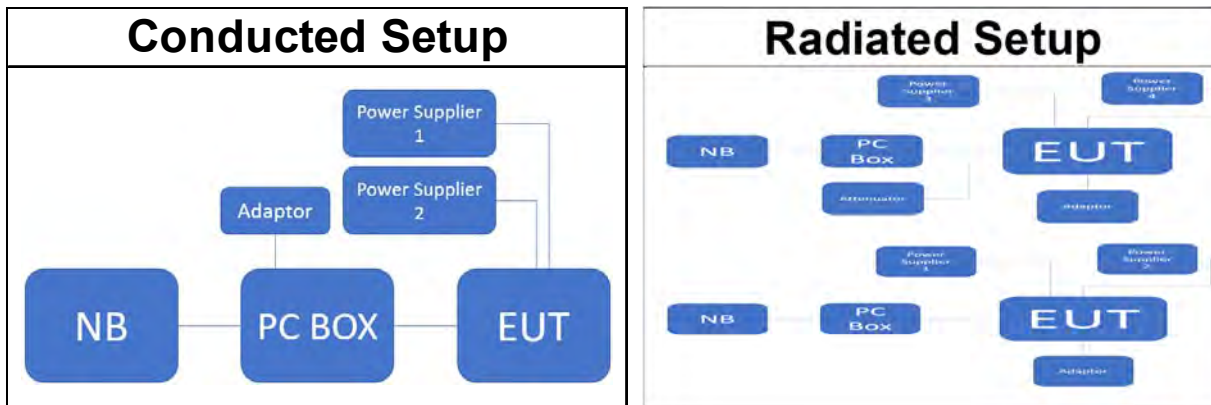 Conducted Setup
Power Supplier
1
Power Supplier
2
Adaptor
NB
PC BOX
EUT
Radiated Setup
Power
Supplier
3
Power
Supplier
4
NB
PC
Box
EUT
Attenuator
Adaptor
Power
Supplier
1
Power
Supplier
2
NB
PC
Box
EUT
Adaptor